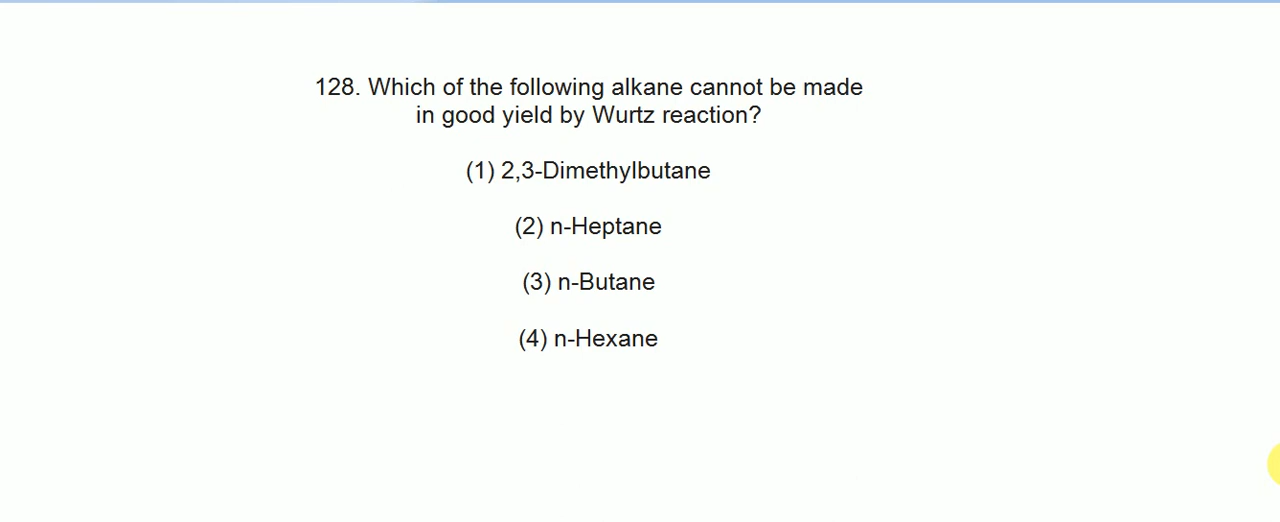 128. Which of the following alkane cannot be made
in good yield by Wurtz reaction?
(1) 2,3-Dimethylbutane
(2) n-Heptane
(3) n-Butane
(4) n-Hexane